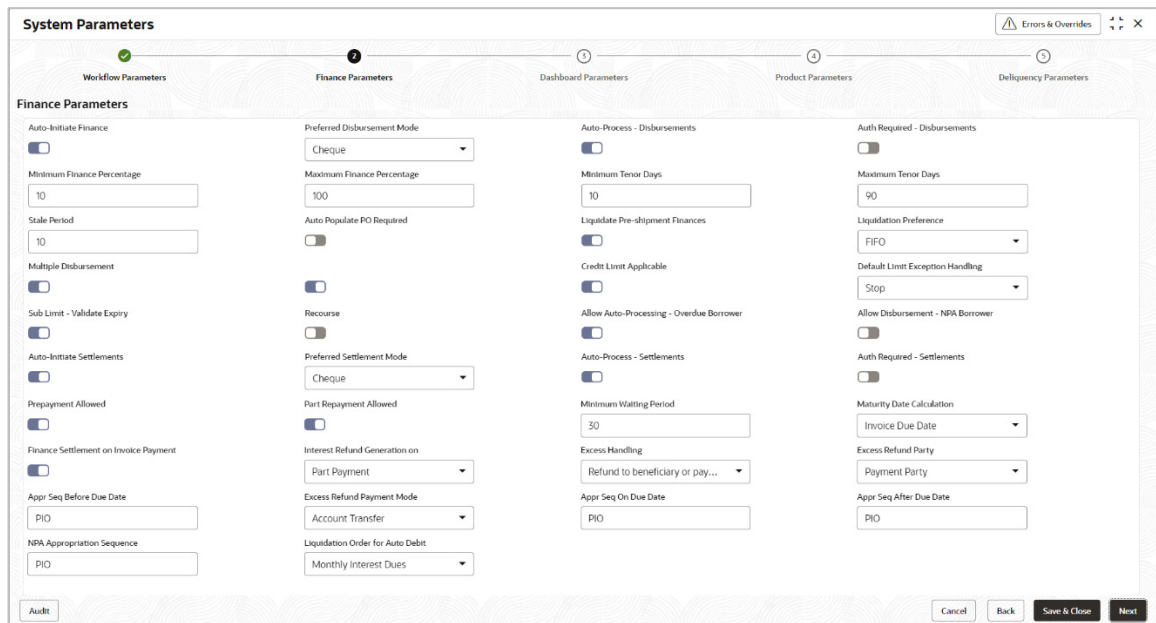 System Parameters
Errors & Overrides
2
3
4
5
Workflow Parameters
Finance Parameters
Dashboard Parameters
Product Parameters
Deliquency Parameters
Finance Parameters
Auto-Initiate Finance
Preferred Disbursement Mode
Auto-Process - Disbursements
Auth Required - Disbursements
Cheque
Minimum Finance Percentage
Maximum Finance Percentage
Minimum Tenor Days
Maximum Tenor Days
10
100
10
90
Stale Period
Auto Populate PO Required
Liquidate Pre-shipment Finances
Liquidation Preference
10
FIFO
Multiple Disbursement
Credit Limit Applicable
Default Limit Exception Handling
Stop
Sub Limit - Validate Expiry
Recourse
Allow Auto-Processing - Overdue Borrower
Allow Disbursement - NPA Borrower
Auto-Initiate Settlements
Preferred Settlement Mode
Auto-Process - Settlements
Auth Required - Settlements
Cheque
Prepayment Allowed
Part Repayment Allowed
Minimum Waiting Period
Maturity Date Calculation
30
Invoice Due Date
Finance Settlement on Invoice Payment
Interest Refund Generation on
Excess Handling
Excess Refund Party
Part Payment
Refund to beneficiary or pay...
Payment Party
Appr Seq Before Due Date
Excess Refund Payment Mode
Appr Seq On Due Date
Appr Seq After Due Date
PIO
Account Transfer
PIO
PIO
NPA Appropriation Sequence
Liquidation Order for Auto Debit
PIO
Monthly Interest Dues
Audit
Cancel
Back
Save & Close
Next